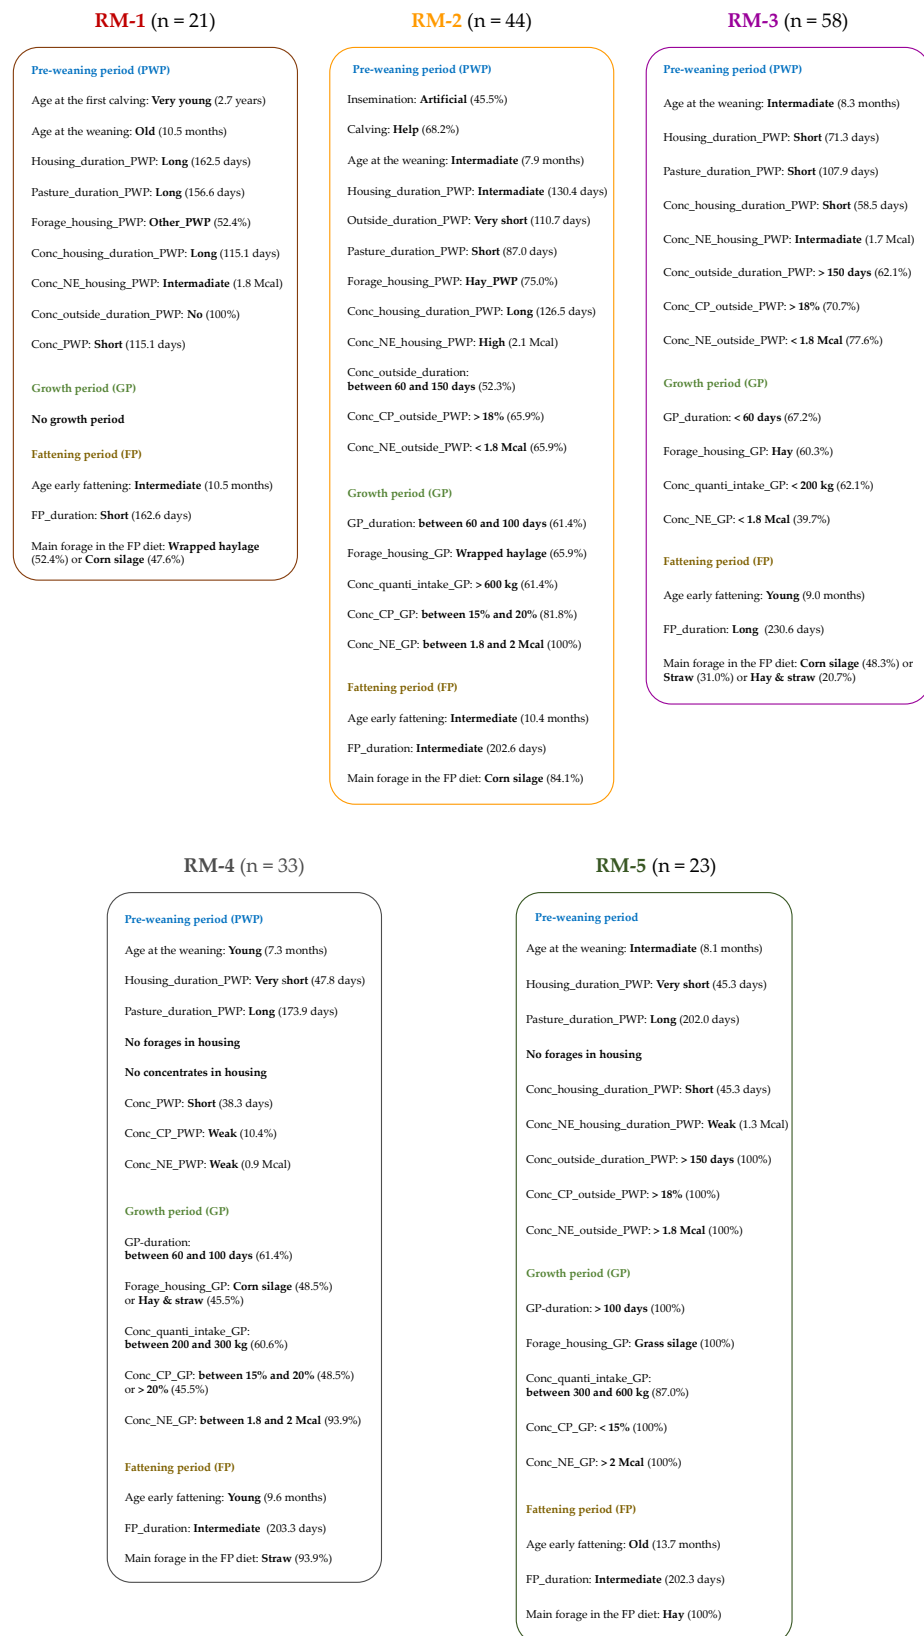 RM-1 (n = 21)
Pre-weaning period (PWP)
Age at the first calving: Very young (2.7 years)
Age at the weaning: Old (10.5 months)
Housing_duration_PWP: Long (162.5 days)
Pasture_duration_PWP: Long (156.6 days)
Forage_housing_PWP: Other_PWP (52.4%)
Conc_housing_duration_PWP: Long (115.1 days)
Conc_NE_housing_PWP: Intermadiate (1.8 Mcal)
Conc_outside_duration_PWP: No (100%)
Conc_PWP: Short (115.1 days)
Growth period (GP)
No growth period
Fattening period (FP)
Age early fattening: Intermediate (10.5 months)
FP_duration: Short (162.6 days)
Main forage in the FP diet: Wrapped haylage
(52.4%) or Corn silage (47.6%)
RM-2 (n = 44)
Pre-weaning period (PWP)
Insemination: Artificial (45.5%)
Calving: Help (68.2%)
Age at the weaning: Intermadiate (7.9 months)
Housing_duration_PWP: Intermadiate (130.4 days)
Outside_duration_PWP: Very short (110.7 days)
Pasture_duration_PWP: Short (87.0 days)
Forage_housing_PWP: Hay_PWP (75.0%)
Conc_housing_duration_PWP: Long (126.5 days)
Conc_NE_housing_PWP: High (2.1 Mcal)
Conc_outside_duration:
between 60 and 150 days (52.3%)
Conc_CP_outside_PWP: > 18% (65.9%)
Conc_NE_outside_PWP: < 1.8 Mcal (65.9%)
Growth period (GP)
GP_duration: between 60 and 100 days (61.4%)
Forage_housing_GP: Wrapped haylage (65.9%)
Conc_quanti_intake_GP: > 600 kg (61.4%)
Conc_CP_GP: between 15% and 20% (81.8%)
Conc_NE_GP: between 1.8 and 2 Mcal (100%)
Fattening period (FP)
Age early fattening: Intermediate (10.4 months)
FP_duration: Intermediate (202.6 days)
Main forage in the FP diet: Corn silage (84.1%)
RM-3 (n = 58)
Pre-weaning period (PWP)
Age at the weaning: Intermadiate (8.3 months)
Housing_duration_PWP: Short (71.3 days)
Pasture_duration_PWP: Short (107.9 days)
Conc_housing_duration_PWP: Short (58.5 days)
Conc_NE_housing_PWP: Intermadiate (1.7 Mcal)
Conc_outside_duration_PWP: > 150 days (62.1%)
Conc_CP_outside_PWP: > 18% (70.7%)
Conc_NE_outside_PWP: < 1.8 Mcal (77.6%)
Growth period (GP)
GP_duration: < 60 days (67.2%)
Forage_housing_GP: Hay (60.3%)
Conc_quanti_intake_GP: < 200 kg (62.1%)
Conc_NE_GP: < 1.8 Mcal (39.7%)
Fattening period (FP)
Age early fattening: Young (9.0 months)
FP_duration: Long (230.6 days)
Main forage in the FP diet: Corn silage (48.3%) or
Straw (31.0%) or Hay & straw (20.7%)
RM-4 (n = 33)
Pre-weaning period (PWP)
Age at the weaning: Young (7.3 months)
Housing_duration_PWP: Very short (47.8 days)
Pasture_duration_PWP: Long (173.9 days)
No forages in housing
No concentrates in housing
Conc_PWP: Short (38.3 days)
Conc_CP_PWP: Weak (10.4%)
Conc_NE_PWP: Weak (0.9 Mcal)
Growth period (GP)
GP-duration:
between 60 and 100 days (61.4%)
Forage_housing_GP: Corn silage (48.5%)
or Hay & straw (45.5%)
Conc_quanti_intake_GP:
between 200 and 300 kg (60.6%)
Conc_CP_GP: between 15% and 20% (48.5%)
or > 20% (45.5%)
Conc_NE_GP: between 1.8 and 2 Mcal (93.9%)
Fattening period (FP)
Age early fattening: Young (9.6 months)
FP_duration: Intermediate (203.3 days)
Main forage in the FP diet: Straw (93.9%)
RM-5 (n = 23)
Pre-weaning period
Age at the weaning: Intermadiate (8.1 months)
Housing_duration_PWP: Very short (45.3 days)
Pasture_duration_PWP: Long (202.0 days)
No forages in housing
Conc_housing_duration_PWP: Short (45.3 days)
Conc_NE_housing_duration_PWP: Weak (1.3 Mcal)
Conc_outside_duration_PWP: > 150 days (100%)
Conc_CP_outside_PWP: > 18% (100%)
Conc_NE_outside_PWP: > 1.8 Mcal (100%)
Growth period (GP)
GP-duration: > 100 days (100%)
Forage_housing_GP: Grass silage (100%)
Conc_quanti_intake_GP:
between 300 and 600 kg (87.0%)
Conc_CP_GP: < 15% (100%)
Conc_NE_GP: > 2 Mcal (100%)
Fattening period (FP)
Age early fattening: Old (13.7 months)
FP_duration: Intermediate (202.3 days)
Main forage in the FP diet: Hay (100%)